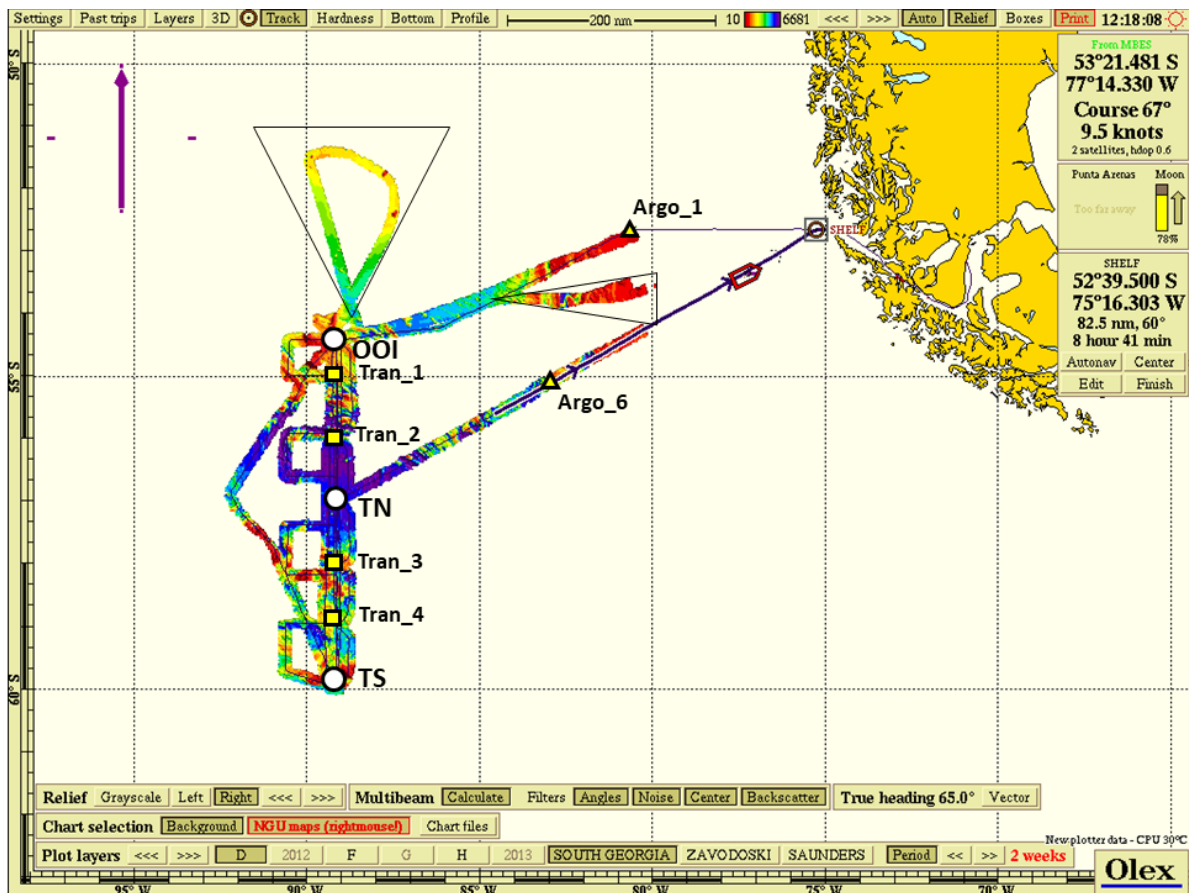 Settings Past trips Layers 3D Track Hardness Bottom Profile 200 nm 10 6681 <<< >>> Auto Relief Boxes Print 12:18:08
50° S
From MBES
53°21.481 S
77°14.330 W
Course 67°
9.5 knots
2 satellites, hdop 0.6
Punta Arenas Moon
Too far away
78%
Argo_1
SHELF
SHELF
52°39.500 S
75°16.303 W
82.5 nm, 60°
8 hour 41 min
Autonav Center
Edit Finish
OOI
55° S
Tran_1
Argo_6
Tran_2
TN
Tran_3
Tran_4
TS
60° S
Relief Grayscale Left Right <<< >>> Multibeam Calculate Filters Angles Noise Center Backscatter True heading 65.0° Vector
Chart selection Background NGU maps (rightmouse!) Chart files
New plotter data - CPU 30°C
Plot layers <<< >>> D 2012 F G H 2013 SOUTH GEORGIA ZAVODOSKI SAUNDERS Period << >> 2 weeks
Olex
95° W 90° W 85° W 80° W 75° W 70° W